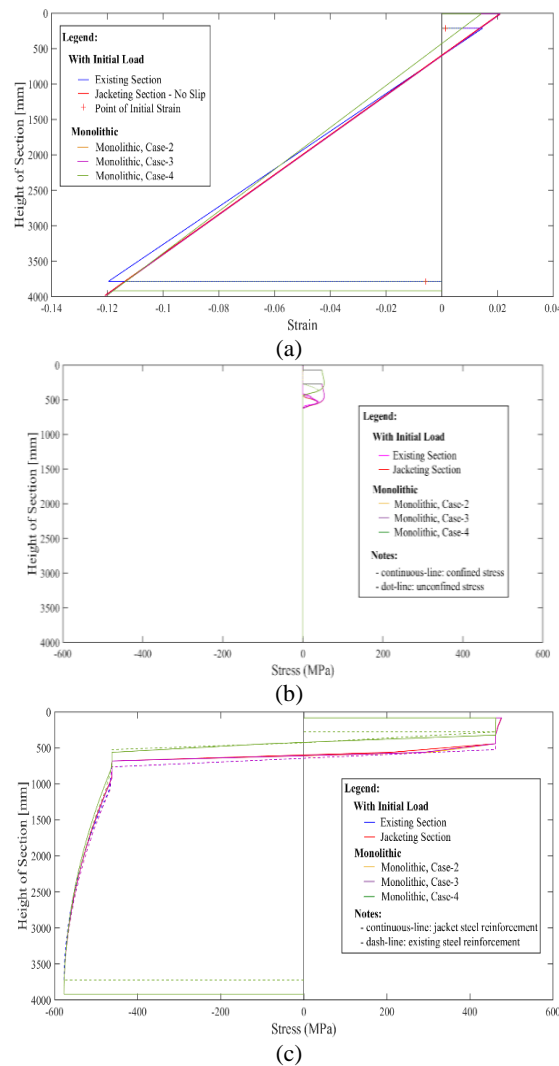 0
500
1000
1500
2000
2500
3000
3500
4000
Height of Section [mm]
Legend:
With Initial Load
Existing Section
Jacketing Section - No Slip
Point of Initial Strain
Monolithic
Monolithic, Case-2
Monolithic, Case-3
Monolithic, Case-4
-0.14 -0.12 -0.1 -0.08 -0.06 -0.04 -0.02 0 0.02 0.04
Strain
(a)
0
500
1000
1500
2000
2500
3000
3500
4000
Height of Section [mm]
Legend:
With Initial Load
Existing Section
Jacketing Section
Monolithic
Monolithic, Case-2
Monolithic, Case-3
Monolithic, Case-4
Notes:
- continuous-line: confined stress
- dot-line: unconfined stress
-600 -400 -200 0 200 400 600
Stress (MPa)
(b)
0
500
1000
1500
2000
2500
3000
3500
4000
Height of Section [mm]
Legend:
With Initial Load
Existing Section
Jacketing Section
Monolithic
Monolithic, Case-2
Monolithic, Case-3
Monolithic, Case-4
Notes:
- continuous-line: jacket steel reinforcement
- dash-line: existing steel reinforcement
-600 -400 -200 0 200 400 600
Stress (MPa)
(c)